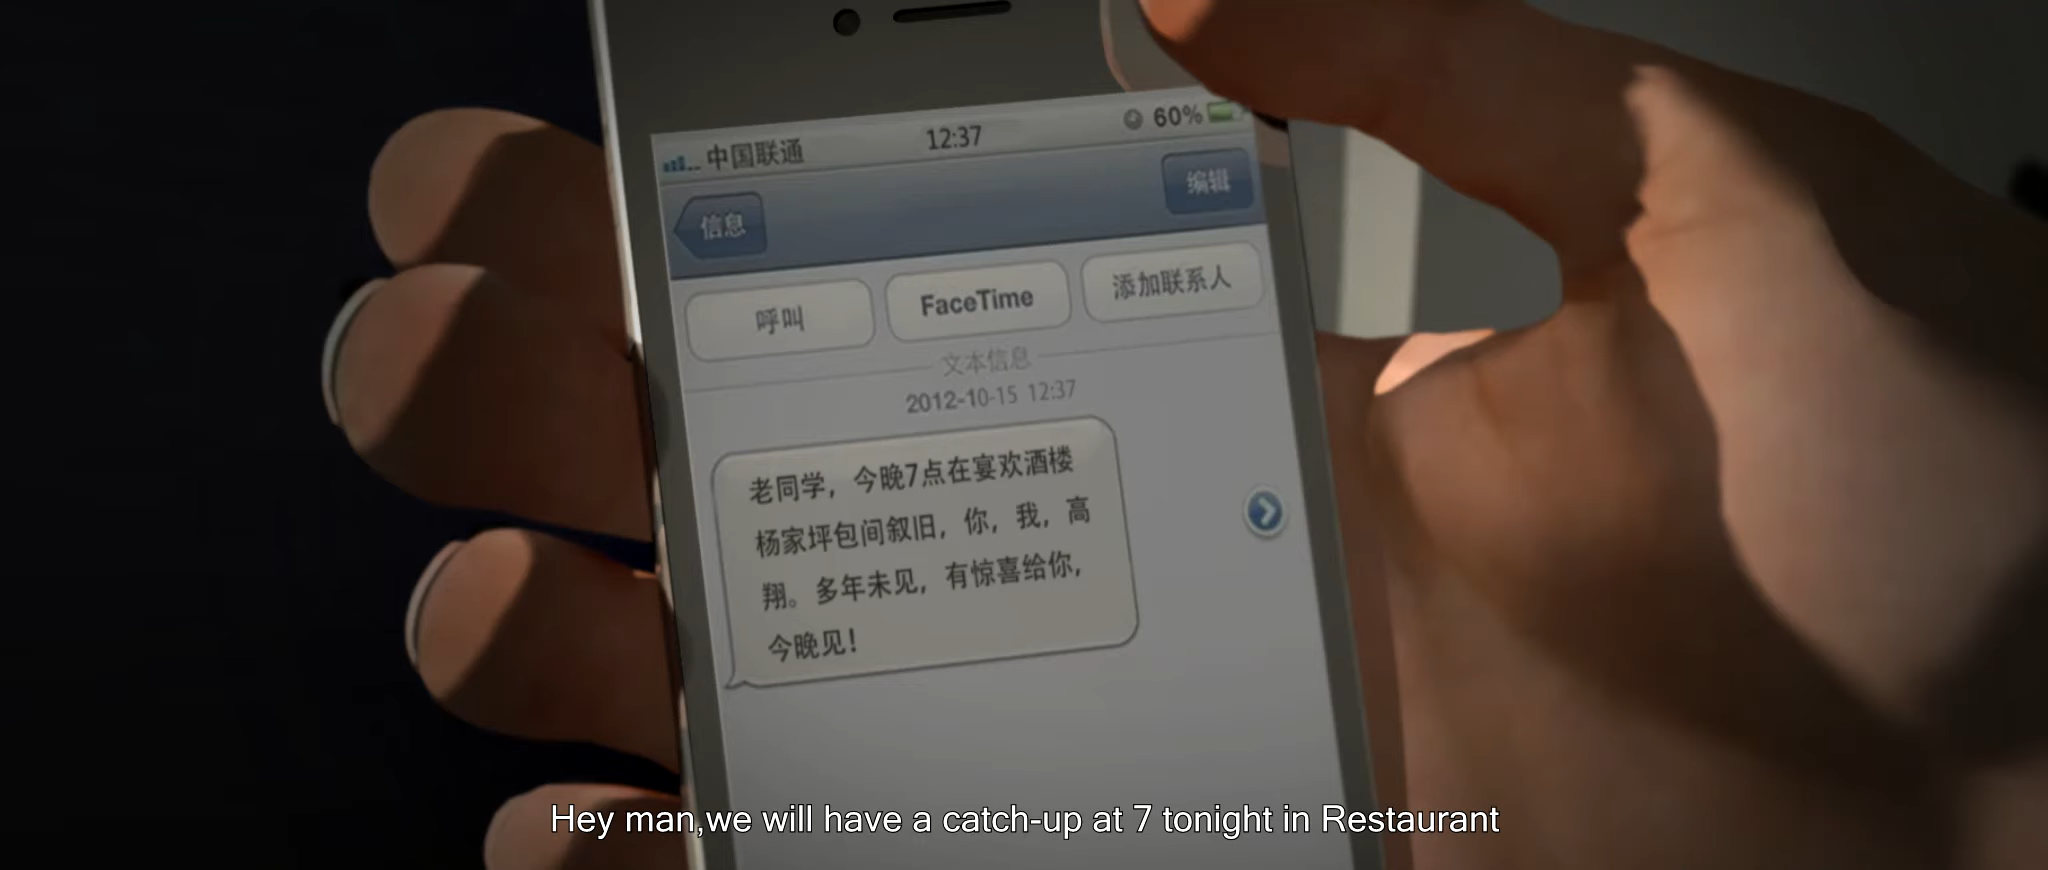 中国联通 12:37 60%
信息 编辑
呼叫 FaceTime 添加联系人
文本信息
2012-10-15 12:37
老同学，今晚7点在宴欢酒楼
杨家坪包间叙旧，你，我，高
翔。多年未见，有惊喜给你，
今晚见！
Hey man,we will have a catch-up at 7 tonight in Restaurant